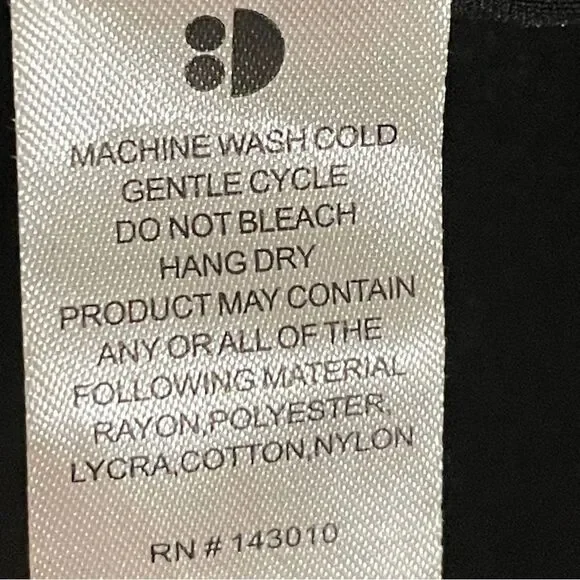 MACHINE WASH COLD
GENTLE CYCLE
DO NOT BLEACH
HANG DRY
PRODUCT MAY CONTAIN
ANY OR ALL OF THE
FOLLOWING MATERIAL
RAYON,POLYESTER,
LYCRA,COTTON,NYLON
RN # 143010